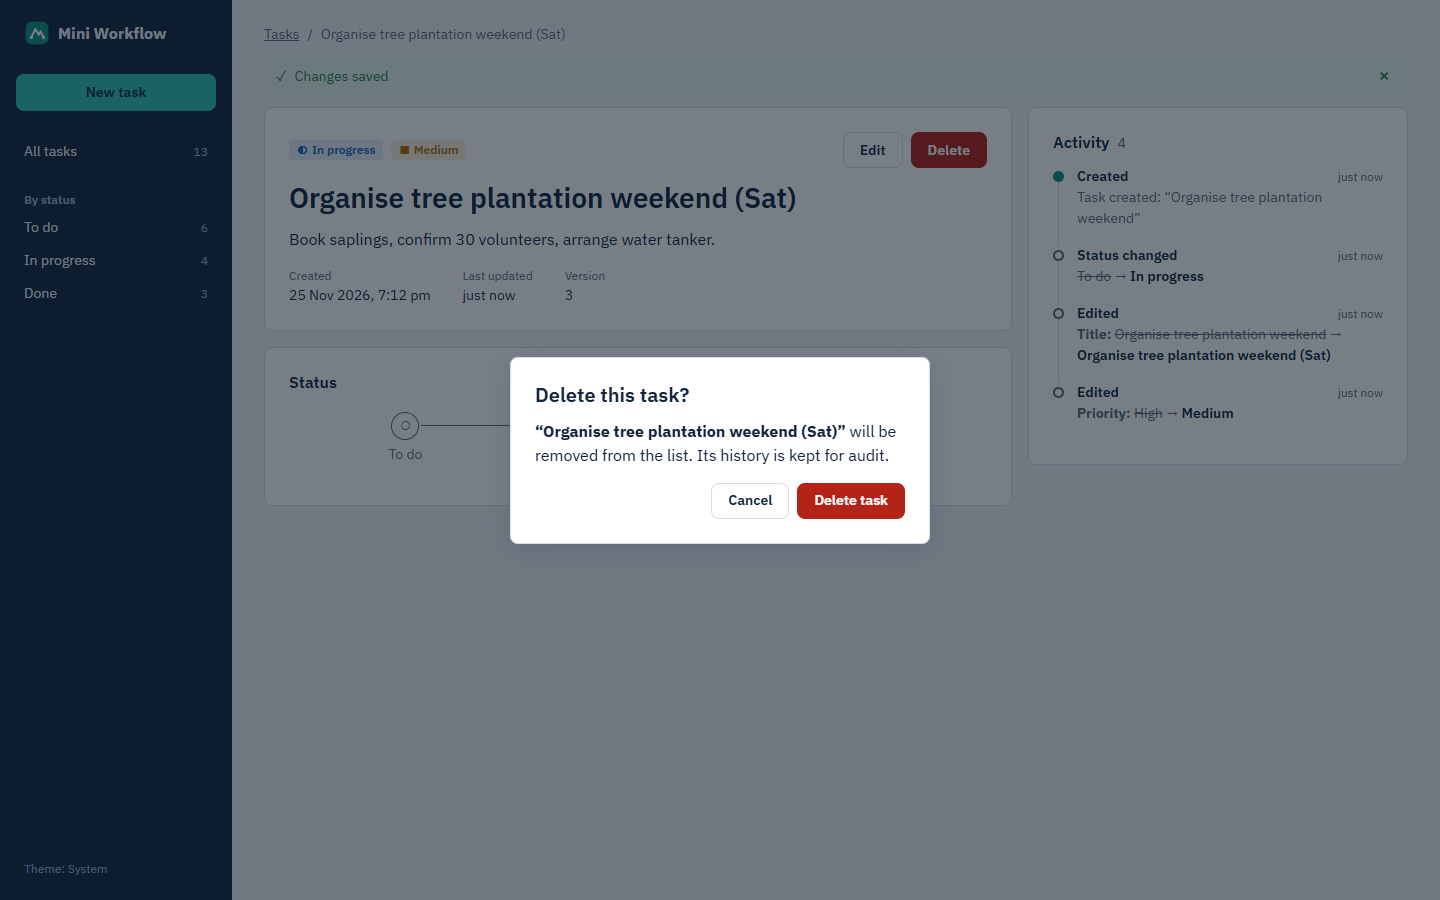 Mini Workflow
New task
All tasks 13
By status
To do 6
In progress 4
Done 3
Theme: System
Tasks / Organise tree plantation weekend (Sat)
✓ Changes saved ×
In progress Medium Edit Delete
Organise tree plantation weekend (Sat)
Book saplings, confirm 30 volunteers, arrange water tanker.
Created Last updated Version
25 Nov 2026, 7:12 pm just now 3
Status
To do
Delete this task?
“Organise tree plantation weekend (Sat)” will be
removed from the list. Its history is kept for audit.
Cancel Delete task
Activity 4
Created just now
Task created: “Organise tree plantation
weekend”
Status changed just now
To do → In progress
Edited just now
Title: Organise tree plantation weekend →
Organise tree plantation weekend (Sat)
Edited just now
Priority: High → Medium